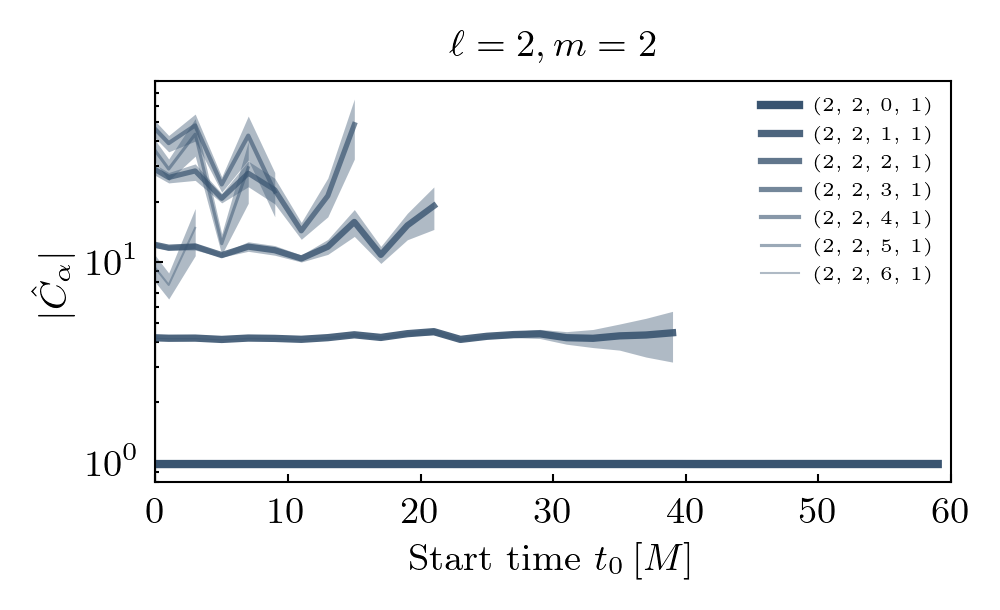 ℓ = 2, m = 2
|Ĉ_α|
10^1
10^0
(2, 2, 0, 1)
(2, 2, 1, 1)
(2, 2, 2, 1)
(2, 2, 3, 1)
(2, 2, 4, 1)
(2, 2, 5, 1)
(2, 2, 6, 1)
0 10 20 30 40 50 60
Start time t_0 [M]